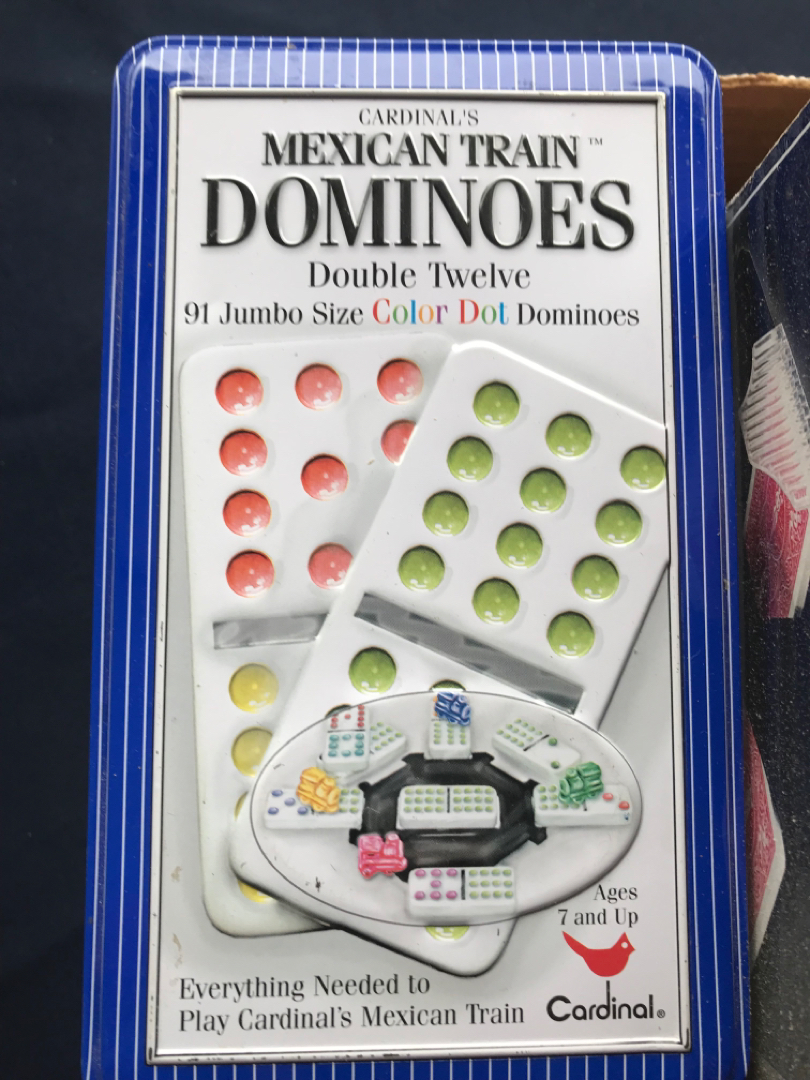 CARDINAL'S
MEXICAN TRAIN™
DOMINOES
Double Twelve
91 Jumbo Size Color Dot Dominoes
Ages
7 and Up
Everything Needed to
Play Cardinal's Mexican Train
Cardinal®